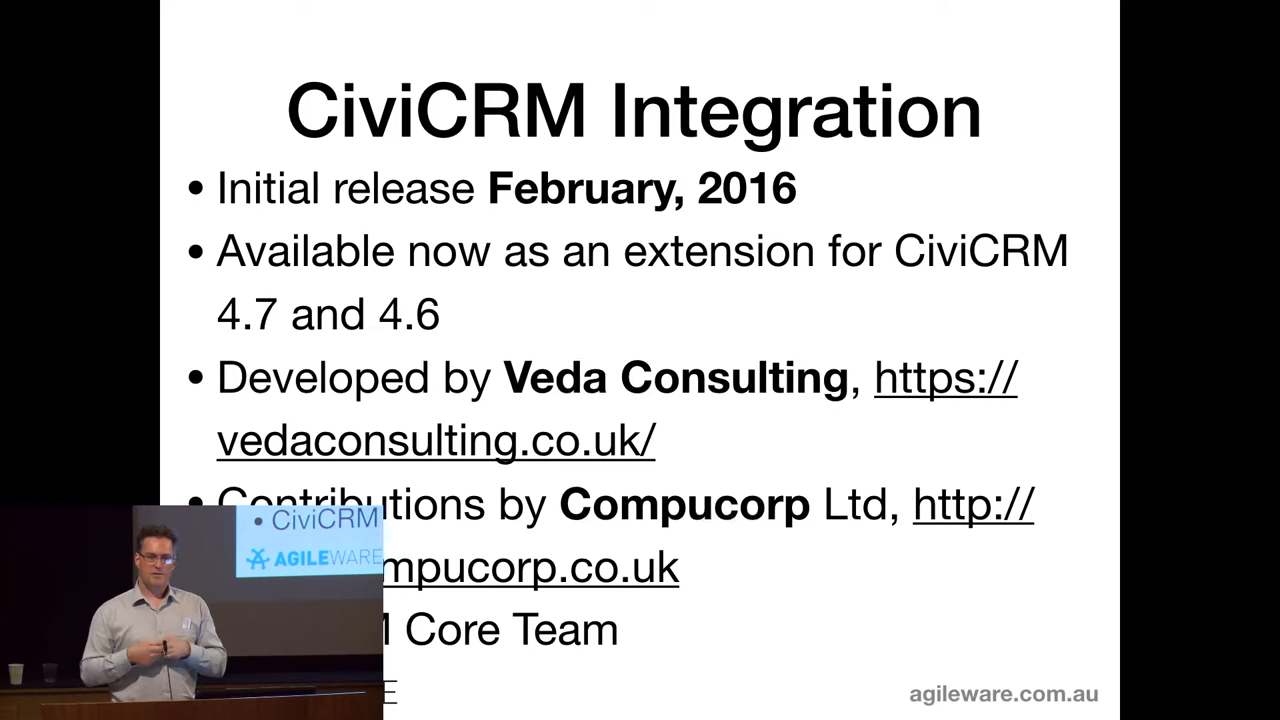 CiviCRM Integration
• Initial release February, 2016
• Available now as an extension for CiviCRM
4.7 and 4.6
• Developed by Veda Consulting, https://
vedaconsulting.co.uk/
• Contributions by Compucorp Ltd, http://
mpucorp.co.uk
M Core Team
• CiviCRM
AGILEWARE
E
agileware.com.au